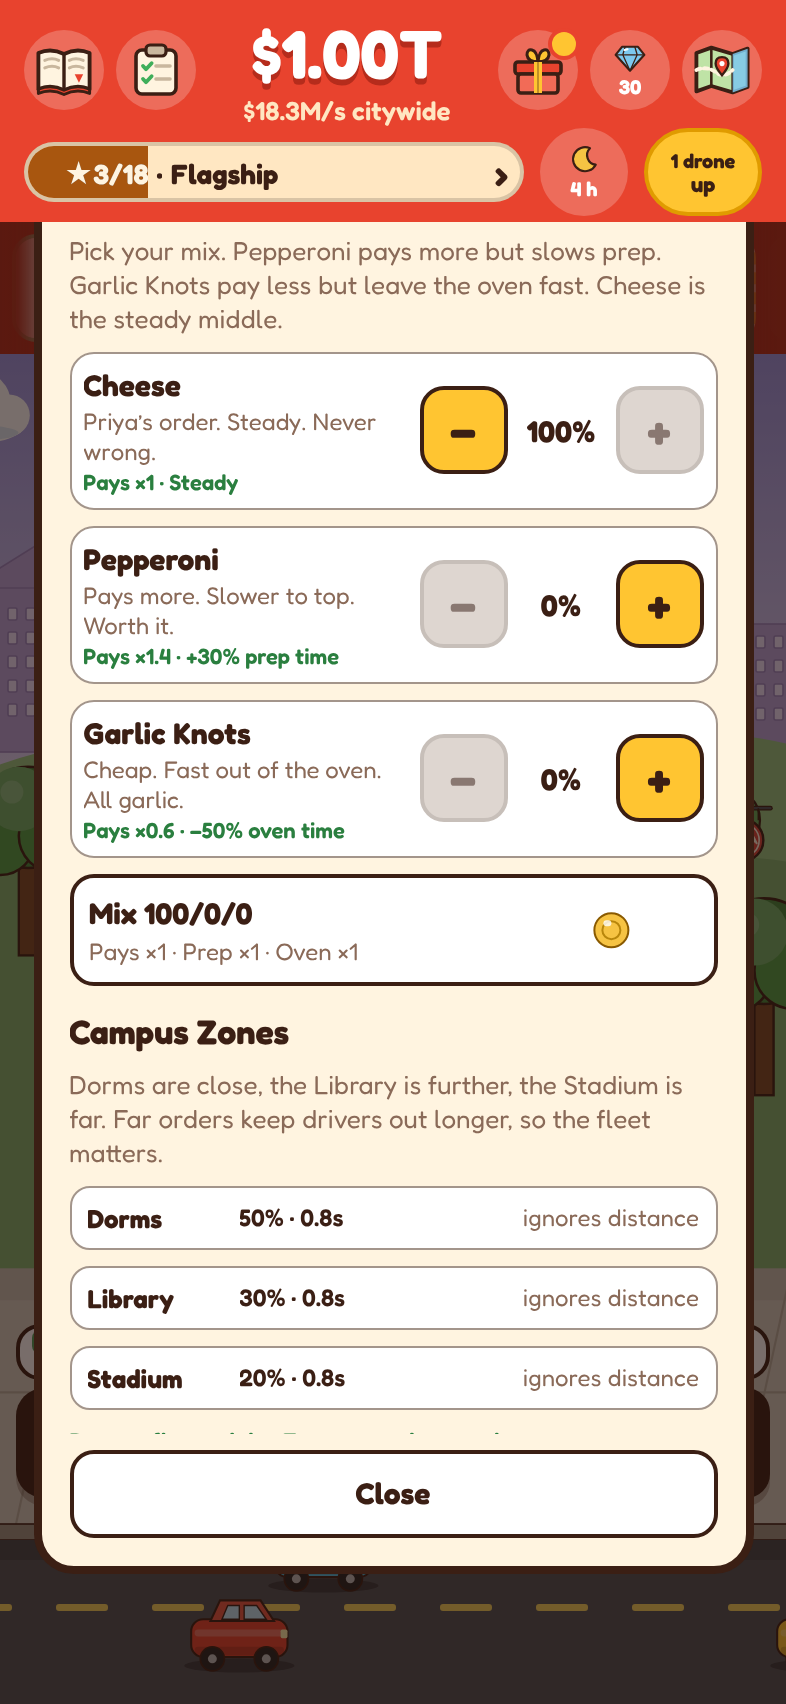 $1.00T
$18.3M/s citywide
30
★3/18 · Flagship
4 h
1 drone
up
Pick your mix. Pepperoni pays more but slows prep.
Garlic Knots pay less but leave the oven fast. Cheese is
the steady middle.
Cheese
Priya's order. Steady. Never
wrong.
Pays ×1 · Steady
− 100% +
Pepperoni
Pays more. Slower to top.
Worth it.
Pays ×1.4 · +30% prep time
− 0% +
Garlic Knots
Cheap. Fast out of the oven.
All garlic.
Pays ×0.6 · −50% oven time
− 0% +
Mix 100/0/0
Pays ×1 · Prep ×1 · Oven ×1
Campus Zones
Dorms are close, the Library is further, the Stadium is
far. Far orders keep drivers out longer, so the fleet
matters.
Dorms 50% · 0.8s ignores distance
Library 30% · 0.8s ignores distance
Stadium 20% · 0.8s ignores distance
Close